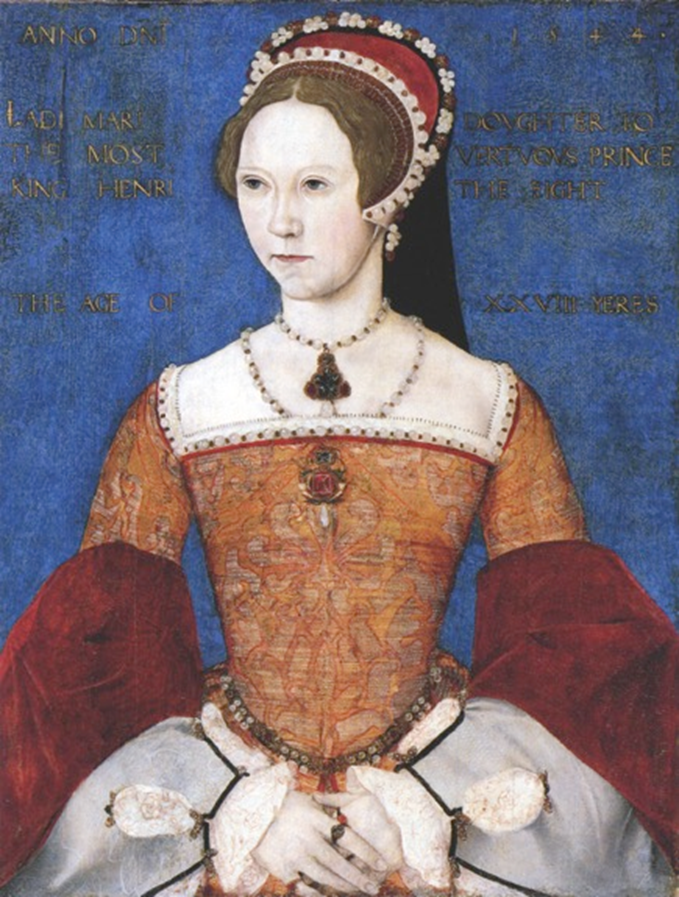 ANNO DNI 1544
LADI MARI DOVGHTER TO
THE MOST VERTVOVS PRINCE
KING HENRI THE EIGHT
THE AGE OF XXVIII YERES